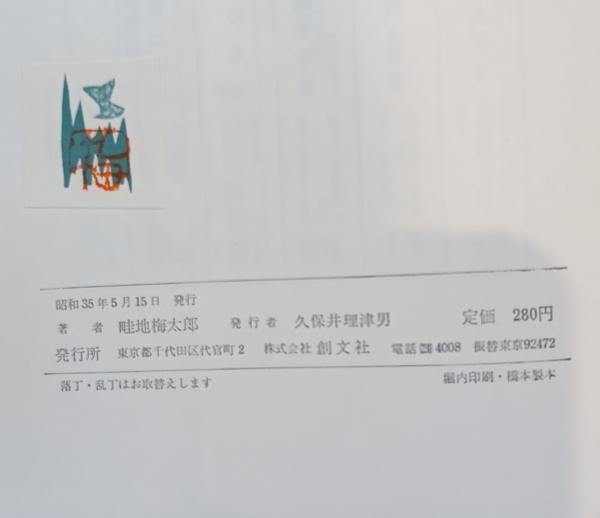 梅
昭和35年5月15日 発行
著者 畦地梅太郎 発行者 久保井理津男 定価 280円
発行所 東京都千代田区代官町2 株式会社創文社 電話 4008 振替東京92472
落丁・乱丁はお取替えします 堀内印刷・橋本製本